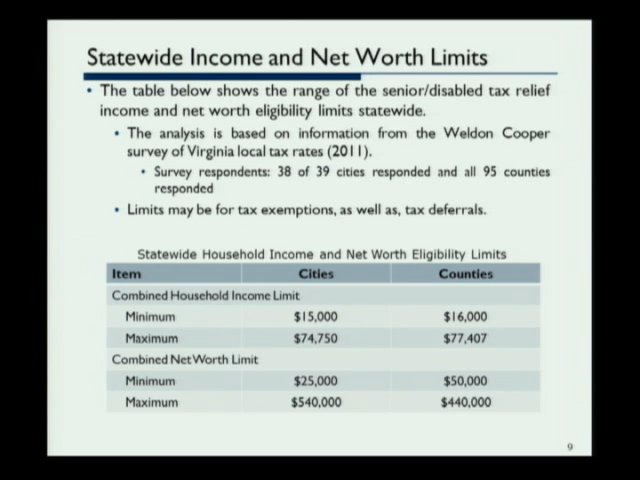 Statewide Income and Net Worth Limits
• The table below shows the range of the senior/disabled tax relief
income and net worth eligibility limits statewide.
• The analysis is based on information from the Weldon Cooper
survey of Virginia local tax rates (2011).
• Survey respondents: 38 of 39 cities responded and all 95 counties
responded
• Limits may be for tax exemptions, as well as, tax deferrals.
Statewide Household Income and Net Worth Eligibility Limits
Item Cities Counties
Combined Household Income Limit
Minimum $15,000 $16,000
Maximum $74,750 $77,407
Combined Net Worth Limit
Minimum $25,000 $50,000
Maximum $540,000 $440,000
9